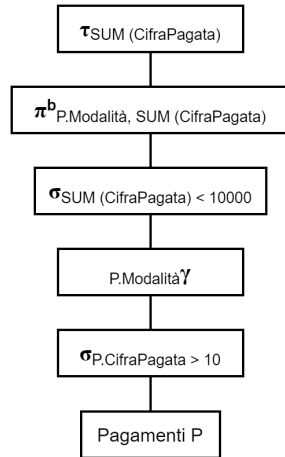 τSUM (CifraPagata)
πbP.Modalità, SUM (CifraPagata)
σSUM (CifraPagata) < 10000
P.Modalitàγ
σP.CifraPagata > 10
Pagamenti P